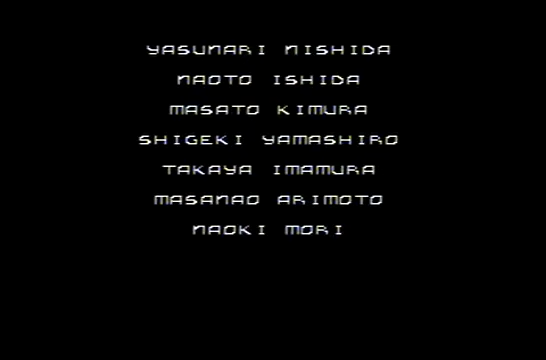 YASUNARI NISHIDA
NAOTO ISHIDA
MASATO KIMURA
SHIGEKI YAMASHIRO
TAKAYA IMAMURA
MASANAO ARIMOTO
NAOKI MORI